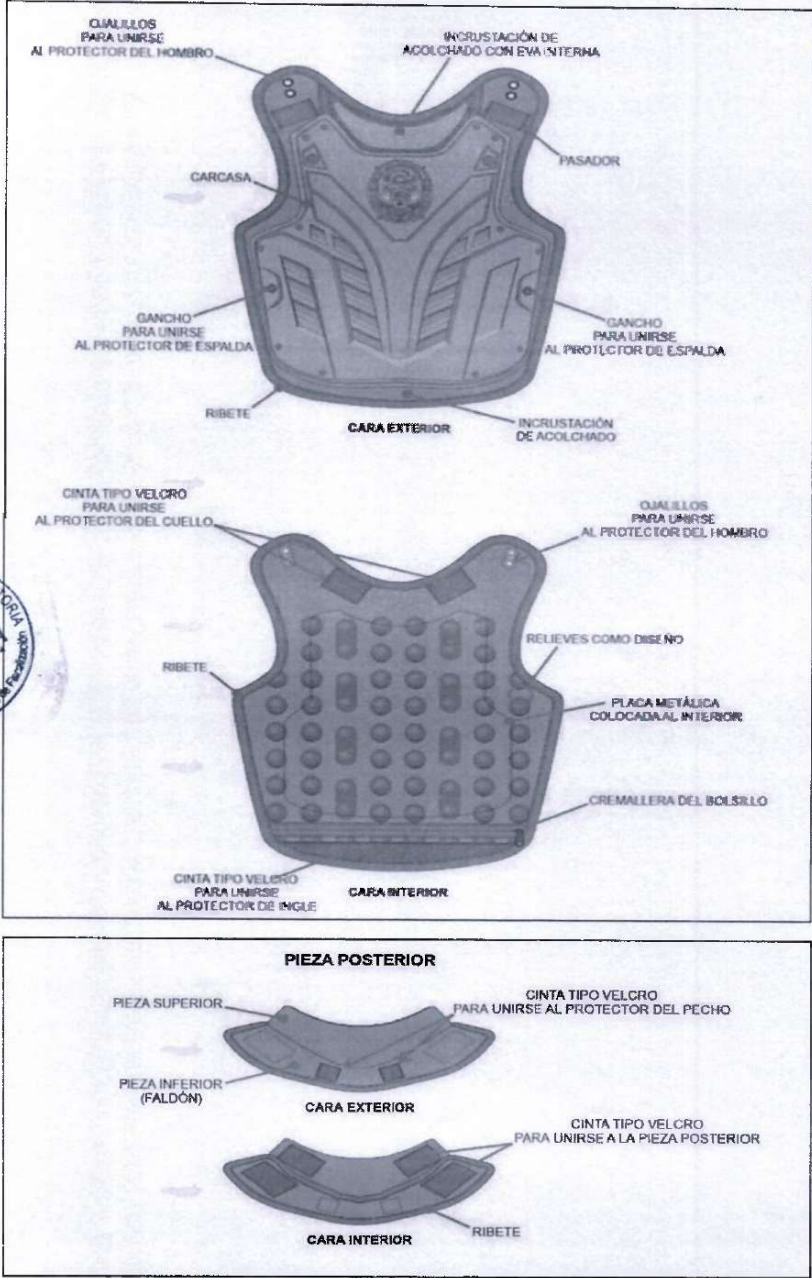 OJALILLOS
PARA UNIRSE
AL PROTECTOR DEL HOMBRO
INCRUSTACIÓN DE
ACOLCHADO CON EVA INTERNA
PASADOR
CARCASA
GANCHO
PARA UNIRSE
AL PROTECTOR DE ESPALDA
GANCHO
PARA UNIRSE
AL PROTECTOR DE ESPALDA
RIBETE
CARA EXTERIOR
INCRUSTACIÓN
DE ACOLCHADO
CINTA TIPO VELCRO
PARA UNIRSE
AL PROTECTOR DEL CUELLO
OJALILLOS
PARA UNIRSE
AL PROTECTOR DEL HOMBRO
RELIEVES COMO DISEÑO
RIBETE
PLACA METÁLICA
COLOCADA AL INTERIOR
CREMALLERA DEL BOLSILLO
CINTA TIPO VELCRO
PARA UNIRSE
AL PROTECTOR DE INGLE
CARA INTERIOR
PIEZA POSTERIOR
PIEZA SUPERIOR
CINTA TIPO VELCRO
PARA UNIRSE AL PROTECTOR DEL PECHO
PIEZA INFERIOR
(FALDÓN)
CARA EXTERIOR
CINTA TIPO VELCRO
PARA UNIRSE A LA PIEZA POSTERIOR
RIBETE
CARA INTERIOR